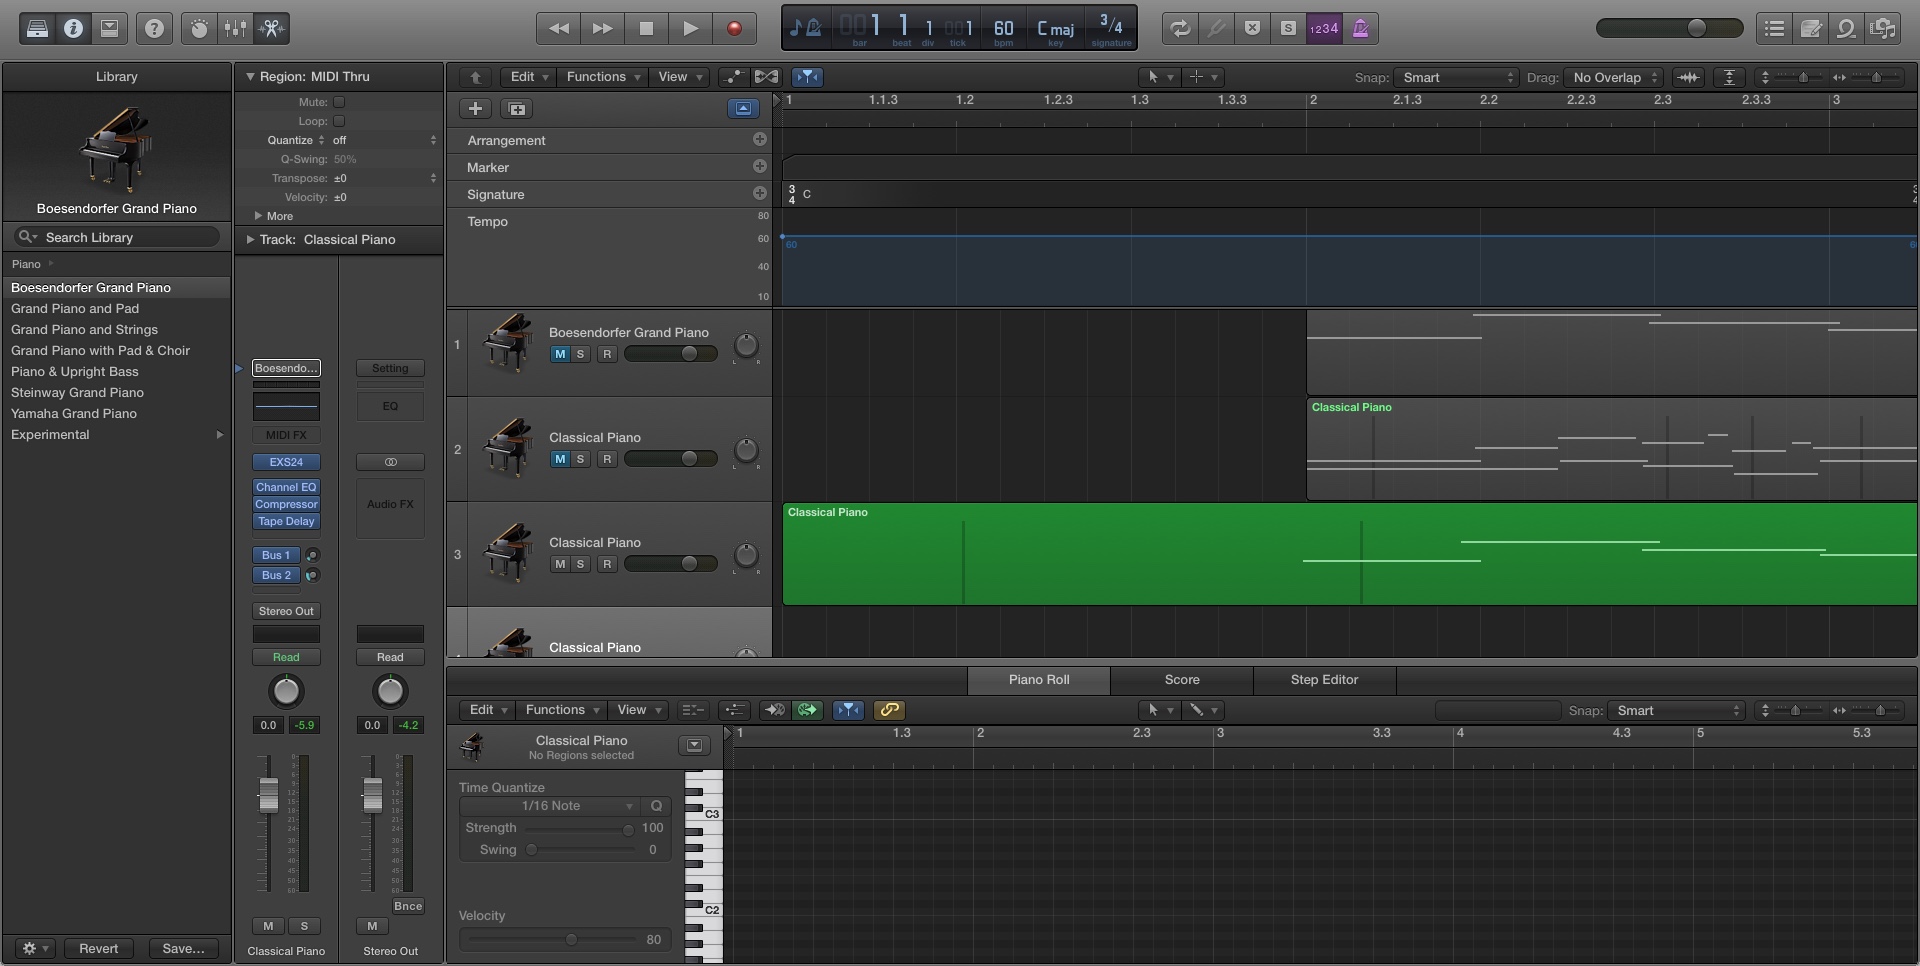 1 1 1 1 60 C maj 3/4
bar beat div tick bpm key signature
S 1234
Library
Boesendorfer Grand Piano
Search Library
Piano
Boesendorfer Grand Piano
Grand Piano and Pad
Grand Piano and Strings
Grand Piano with Pad & Choir
Piano & Upright Bass
Steinway Grand Piano
Yamaha Grand Piano
Experimental
Revert Save...
Region: MIDI Thru
Mute:
Loop:
Quantize off
Q-Swing: 50%
Transpose: ±0
Velocity: ±0
More
Track: Classical Piano
Boesendo... Setting
EQ
MIDI FX
EXS24
Channel EQ
Compressor Audio FX
Tape Delay
Bus 1
Bus 2
Stereo Out
Read Read
0.0 -5.9 0.0 -4.2
Bnce
M S M
Classical Piano Stereo Out
Edit Functions View Snap: Smart Drag: No Overlap
1 1.1.3 1.2 1.2.3 1.3 1.3.3 2 2.1.3 2.2 2.2.3 2.3 2.3.3 3
Arrangement
Marker
Signature
3/4 C
Tempo
80
60
40
10
60
1 Boesendorfer Grand Piano
M S R
L R
2 Classical Piano
M S R
L R
Classical Piano
3 Classical Piano
M S R
L R
Classical Piano
Classical Piano
Piano Roll Score Step Editor
Edit Functions View Snap: Smart
1 1.3 2 2.3 3 3.3 4 4.3 5 5.3
Classical Piano
No Regions selected
Time Quantize
1/16 Note Q
Strength 100
Swing 0
Velocity
80
C3
C2